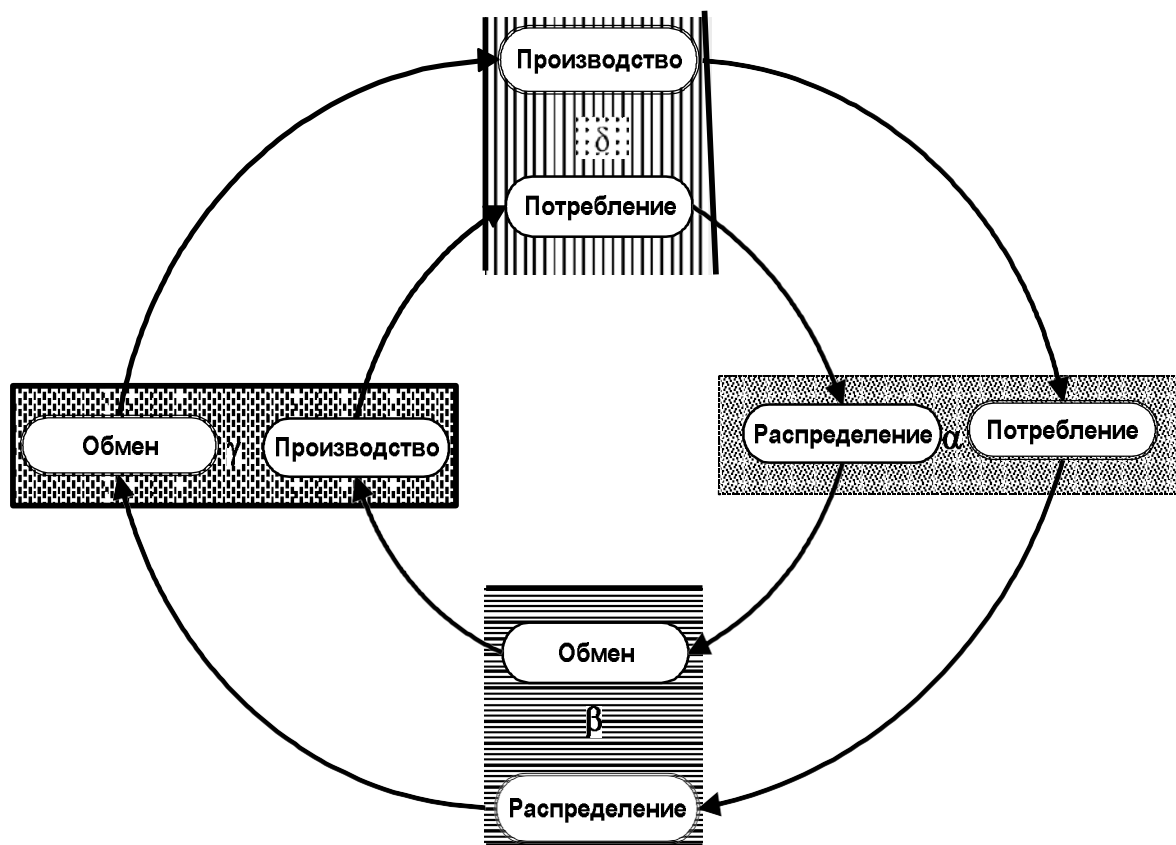 Производство
δ
Потребление
Обмен
γ
Производство
Распределение
α
Потребление
Обмен
β
Распределение